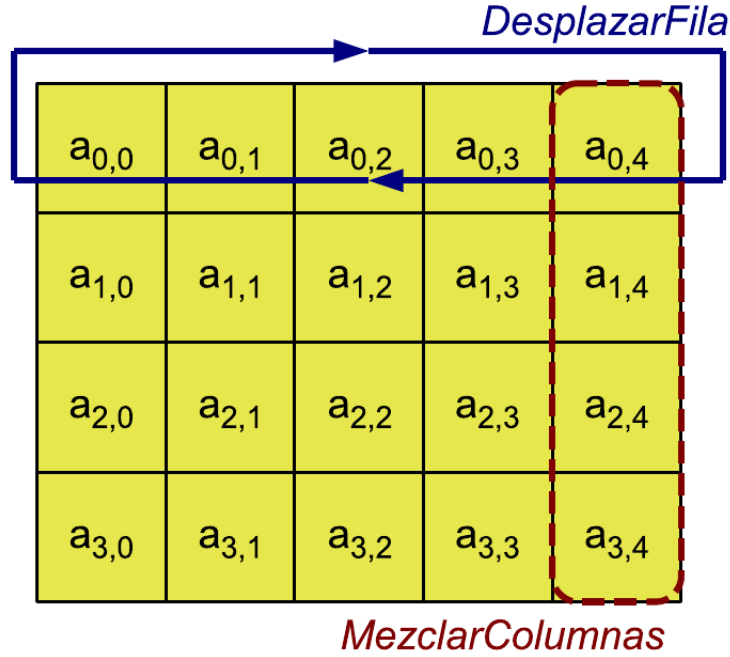 DesplazarFila
a0,0 a0,1 a0,2 a0,3 a0,4
a1,0 a1,1 a1,2 a1,3 a1,4
a2,0 a2,1 a2,2 a2,3 a2,4
a3,0 a3,1 a3,2 a3,3 a3,4
MezclarColumnas